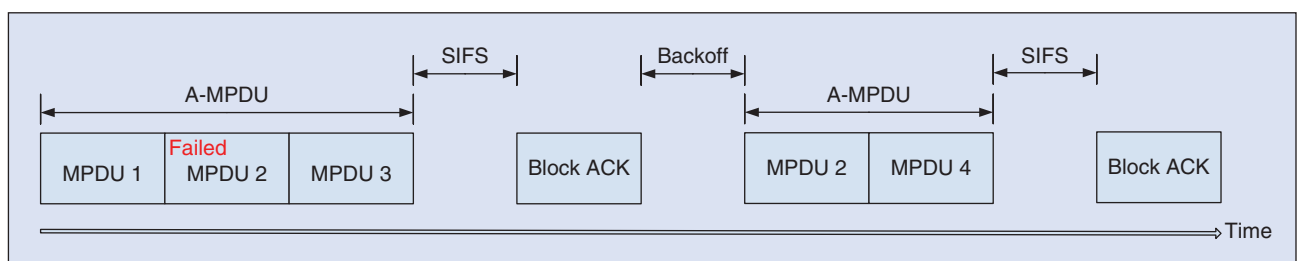 SIFS
Backoff
SIFS
A-MPDU
A-MPDU
Failed
MPDU 1
MPDU 2
MPDU 3
Block ACK
MPDU 2
MPDU 4
Block ACK
Time